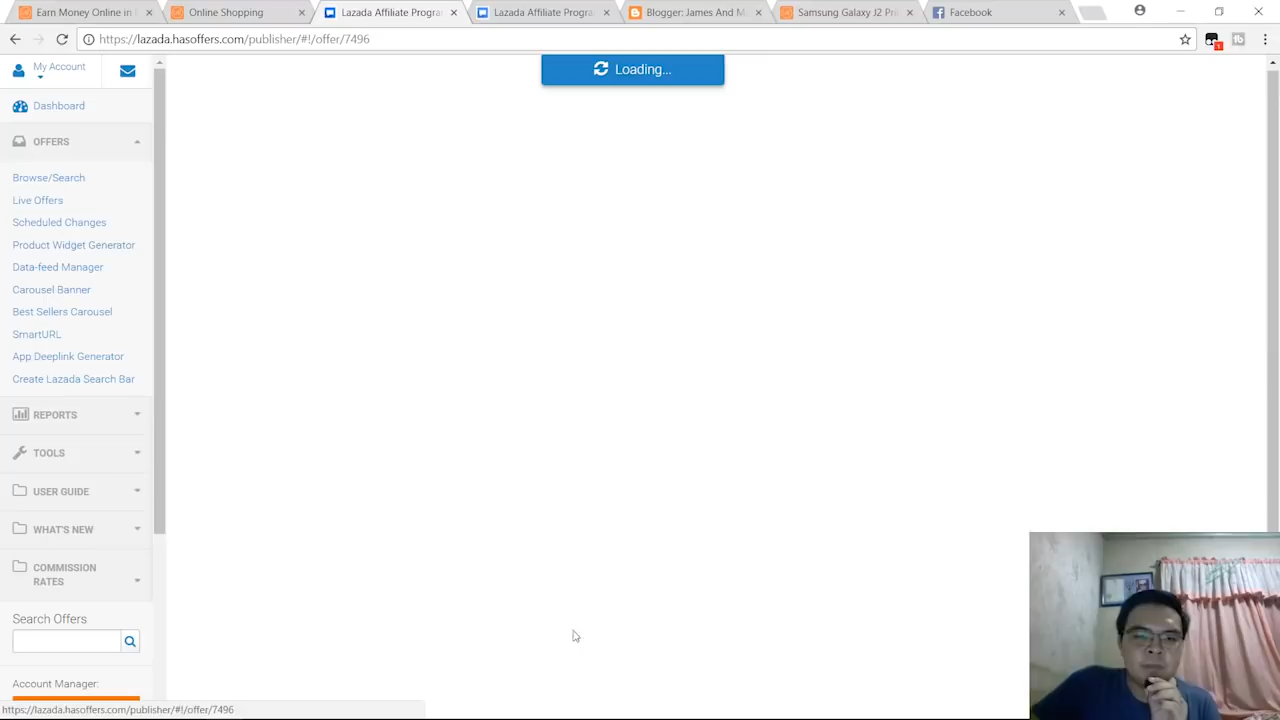 Earn Money Online in
Online Shopping
Lazada Affiliate Progra
Lazada Affiliate Program
Blogger: James And M
Samsung Galaxy J2 Pri
Facebook
https://lazada.hasoffers.com/publisher/#!/offer/7496
1
My Account
Loading...
Dashboard
OFFERS
Browse/Search
Live Offers
Scheduled Changes
Product Widget Generator
Data-feed Manager
Carousel Banner
Best Sellers Carousel
SmartURL
App Deeplink Generator
Create Lazada Search Bar
REPORTS
TOOLS
USER GUIDE
WHAT'S NEW
COMMISSION
RATES
Search Offers
Account Manager:
https://lazada.hasoffers.com/publisher/#!/offer/7496